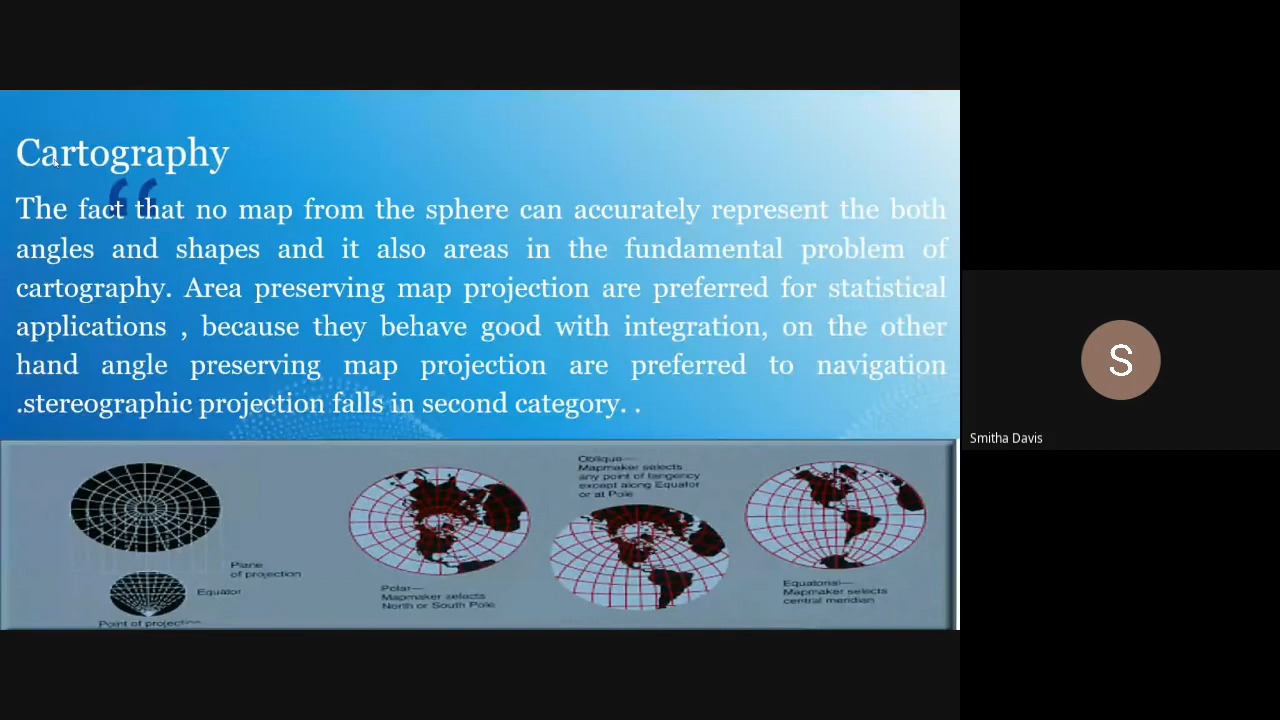 Cartography
“
The fact that no map from the sphere can accurately represent the both
angles and shapes and it also areas in the fundamental problem of
cartography. Area preserving map projection are preferred for statistical
applications , because they behave good with integration, on the other
hand angle preserving map projection are preferred to navigation
.stereographic projection falls in second category. .
Plane
of projection
Equator
Point of projection
Polar—
Mapmaker selects
North or South Pole
Oblique—
Mapmaker selects
any point of tangency
except along Equator
or at Pole
Equatorial—
Mapmaker selects
central meridian
S
Smitha Davis